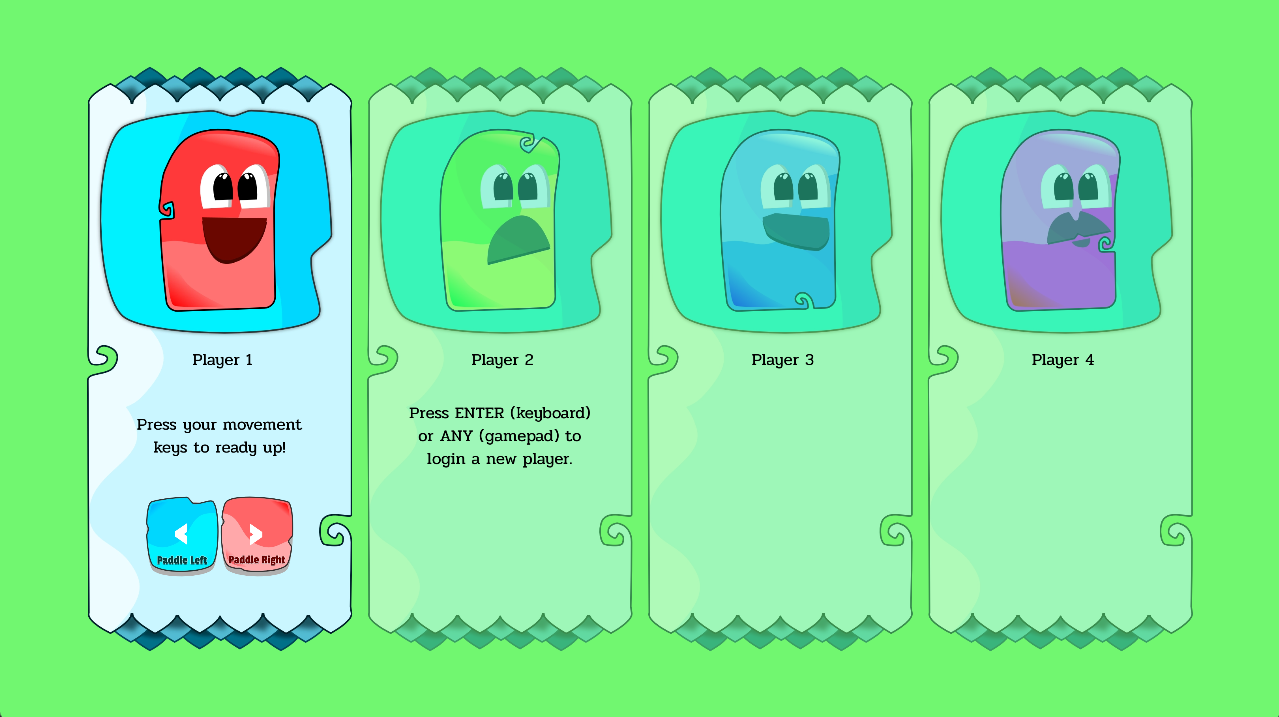 Player 1
Press your movement
keys to ready up!
Paddle Left
Paddle Right
Player 2
Press ENTER (keyboard)
or ANY (gamepad) to
login a new player.
Player 3
Player 4